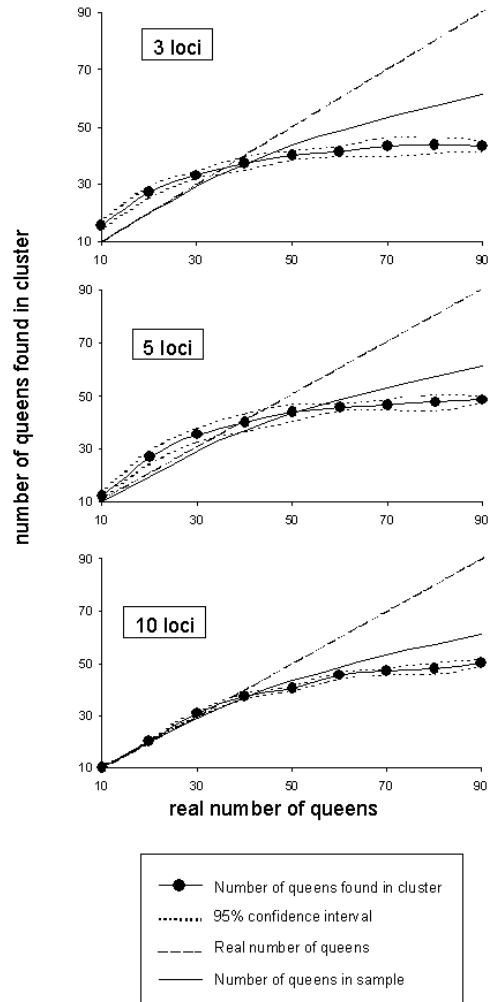 number of queens found in cluster
3 loci
90
70
50
30
10
10 30 50 70 90
5 loci
90
70
50
30
10
10 30 50 70 90
10 loci
90
70
50
30
10
10 30 50 70 90
real number of queens
Number of queens found in cluster
95% confidence interval
Real number of queens
Number of queens in sample